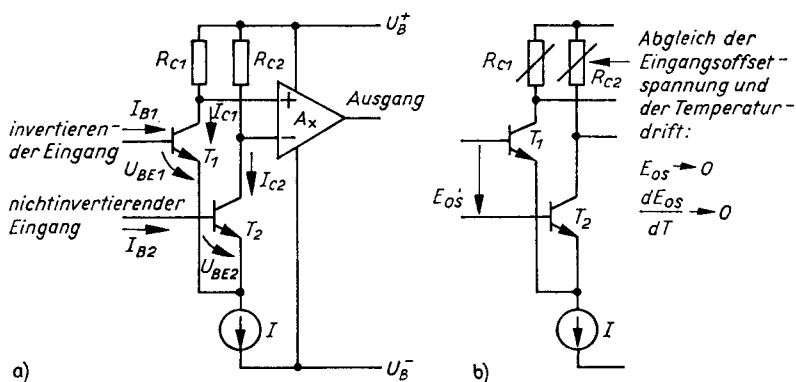 U_B^+
R_C1
R_C2
I_B1
I_C1
+
A_x
Ausgang
invertieren-
der Eingang
T_1
−
U_BE1
I_C2
nichtinvertierender
Eingang
T_2
I_B2
U_BE2
I
a)
U_B^-
R_C1
R_C2
Abgleich der
Eingangsoffset-
spannung und
der Temperatur-
drift:
T_1
E_os → 0
E'_os
dE_os/dT → 0
T_2
I
b)